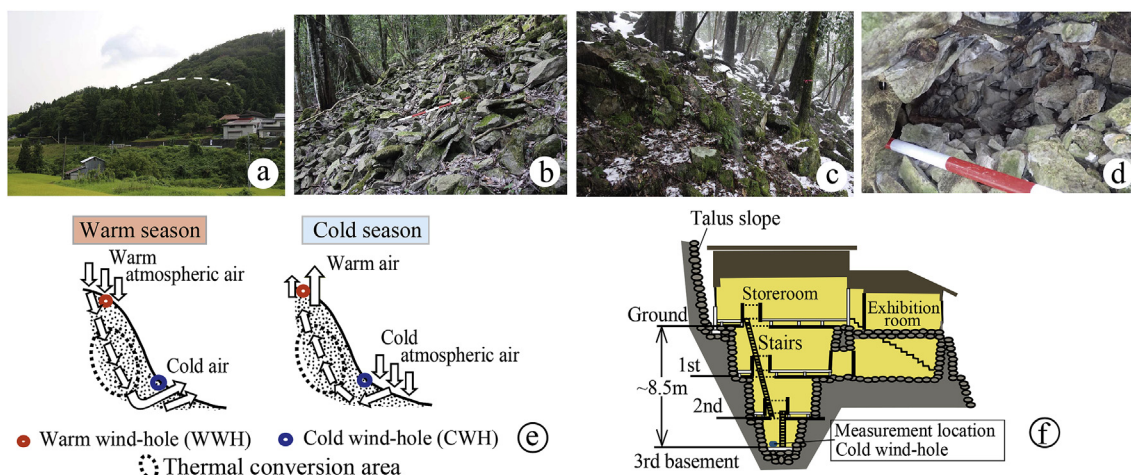 a
b
c
d
Warm season
Cold season
Warm
atmospheric air
Warm air
Cold air
Cold
atmospheric air
Warm wind-hole (WWH)
Cold wind-hole (CWH)
Thermal conversion area
e
Talus slope
Storeroom
Exhibition
room
Ground
Stairs
1st
~8.5m
2nd
3rd basement
Measurement location
Cold wind-hole
f